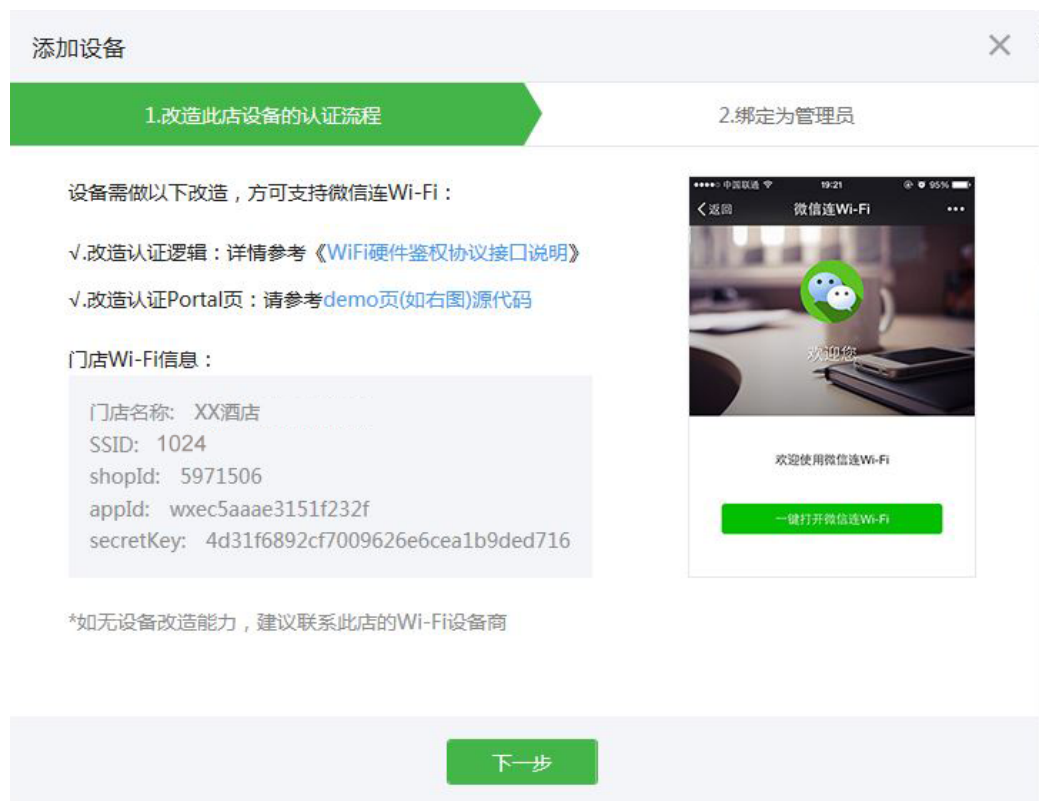 添加设备
1.改造此店设备的认证流程
2.绑定为管理员
设备需做以下改造，方可支持微信连Wi-Fi：
√.改造认证逻辑：详情参考《WiFi硬件鉴权协议接口说明》
√.改造认证Portal页：请参考demo页(如右图)源代码
门店Wi-Fi信息：
门店名称: XX酒店
SSID: 1024
shopId: 5971506
appId: wxec5aaae3151f232f
secretKey: 4d31f6892cf7009626e6cea1b9ded716
*如无设备改造能力，建议联系此店的Wi-Fi设备商
中国联通 19:21 95%
返回 微信连Wi-Fi
欢迎您
欢迎使用微信连Wi-Fi
一键打开微信连Wi-Fi
下一步